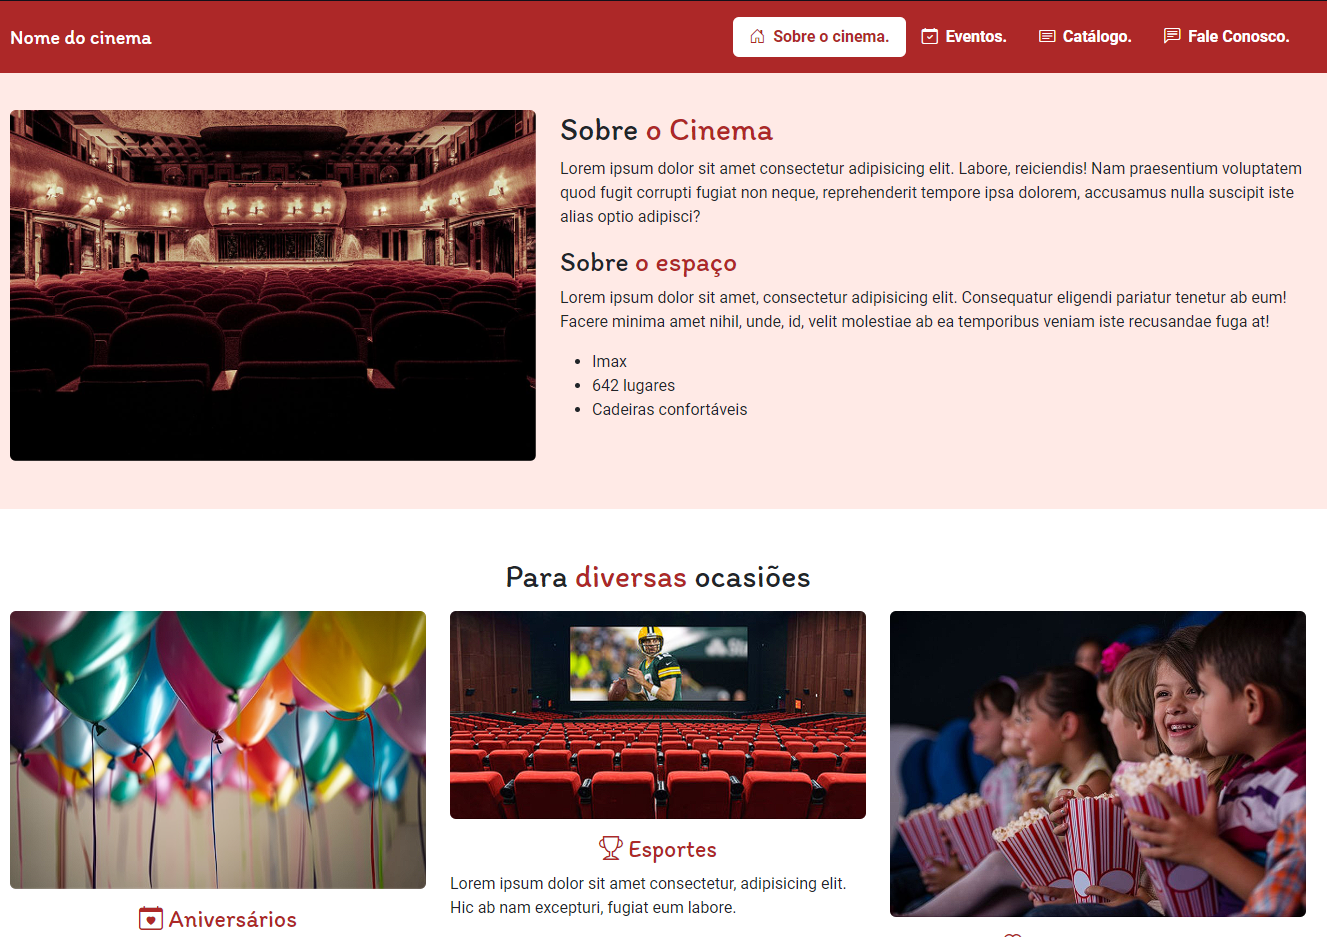 Nome do cinema
Sobre o cinema.
Eventos.
Catálogo.
Fale Conosco.
Sobre o Cinema
Lorem ipsum dolor sit amet consectetur adipisicing elit. Labore, reiciendis! Nam praesentium voluptatem
quod fugit corrupti fugiat non neque, reprehenderit tempore ipsa dolorem, accusamus nulla suscipit iste
alias optio adipisci?
Sobre o espaço
Lorem ipsum dolor sit amet, consectetur adipisicing elit. Consequatur eligendi pariatur tenetur ab eum!
Facere minima amet nihil, unde, id, velit molestiae ab ea temporibus veniam iste recusandae fuga at!
Imax
642 lugares
Cadeiras confortáveis
Para diversas ocasiões
Aniversários
Esportes
Lorem ipsum dolor sit amet consectetur, adipisicing elit.
Hic ab nam excepturi, fugiat eum labore.